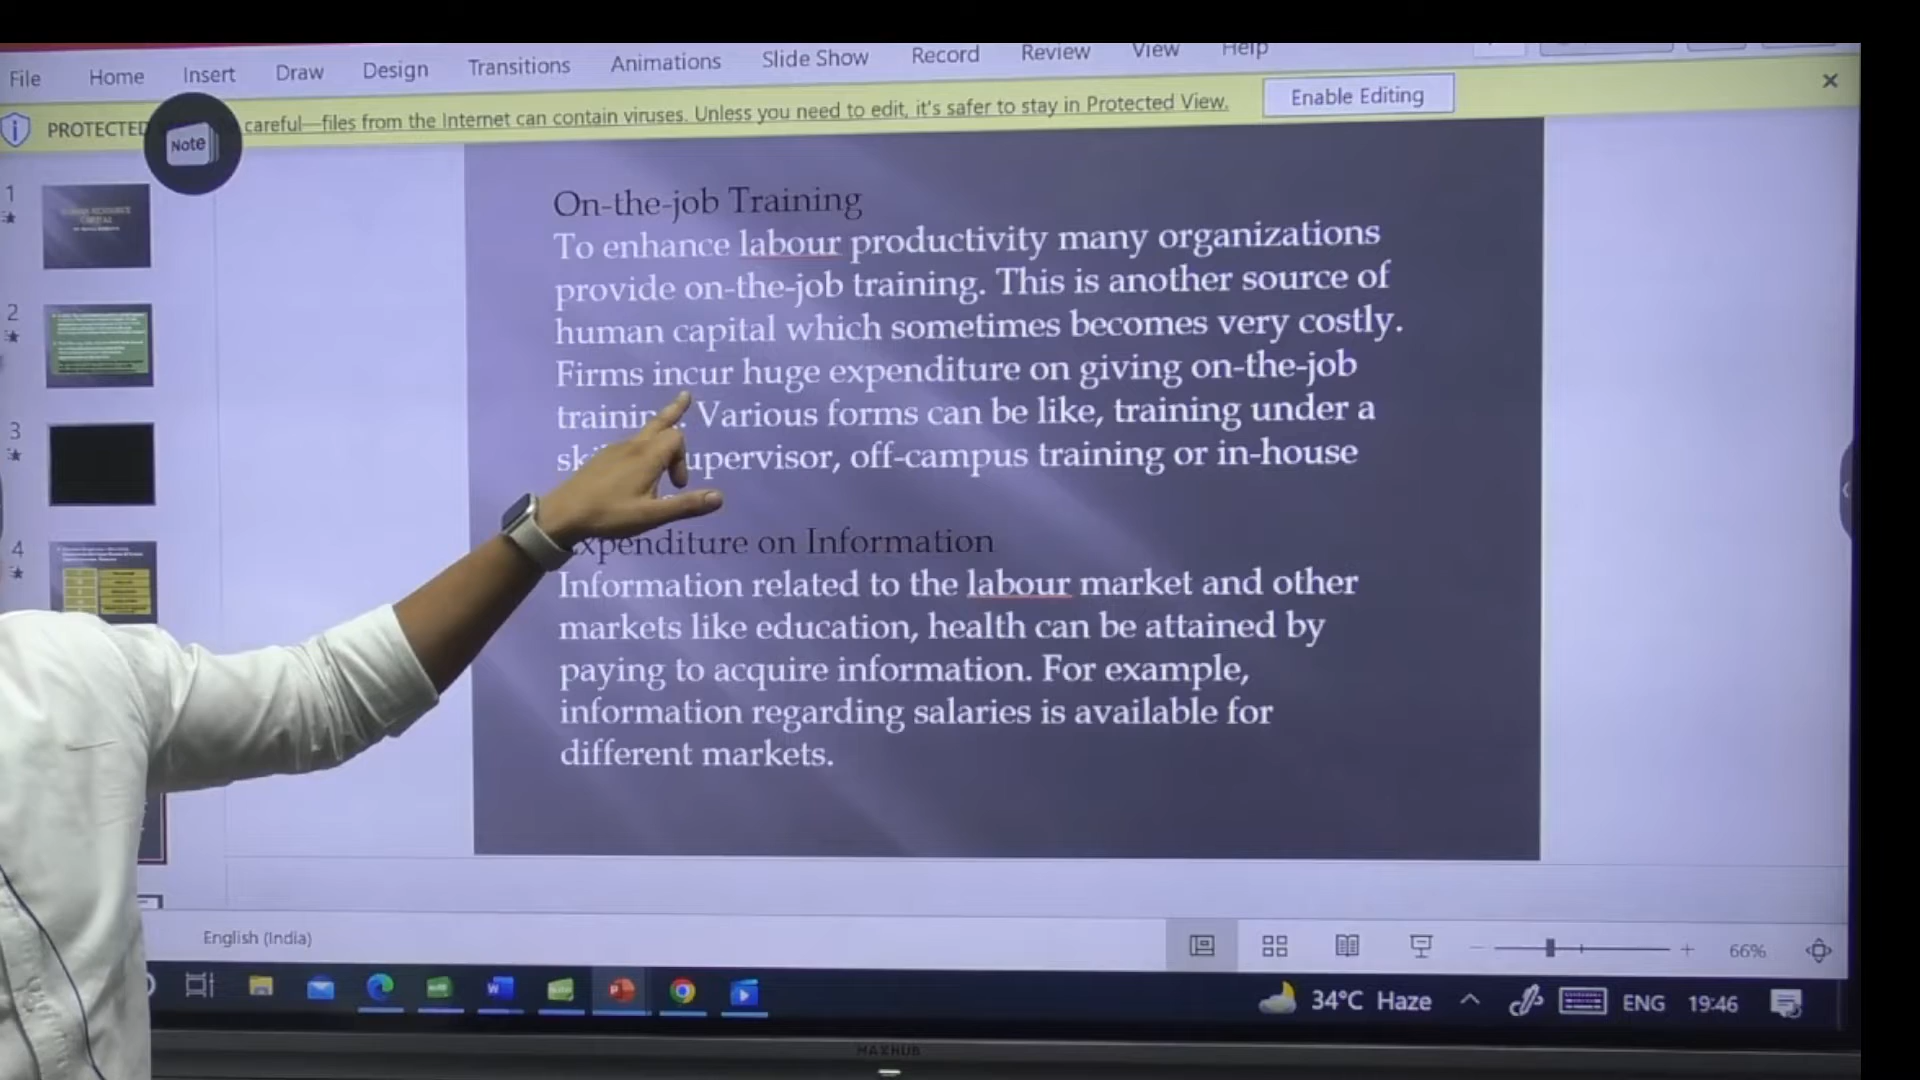 File Home Insert Draw Design Transitions Animations Slide Show Record Review View Help
PROTECTED careful—files from the Internet can contain viruses. Unless you need to edit, it's safer to stay in Protected View. Enable Editing
Note
1
2
3
4
On-the-job Training
To enhance labour productivity many organizations
provide on-the-job training. This is another source of
human capital which sometimes becomes very costly.
Firms incur huge expenditure on giving on-the-job
Various forms can be like, training under a
off-campus training or in-house
on Information
Information related to the labour market and other
markets like education, health can be attained by
paying to acquire information. For example,
information regarding salaries is available for
different markets.
English (India)
66%
34°C Haze ENG 19:46
MAXHUB